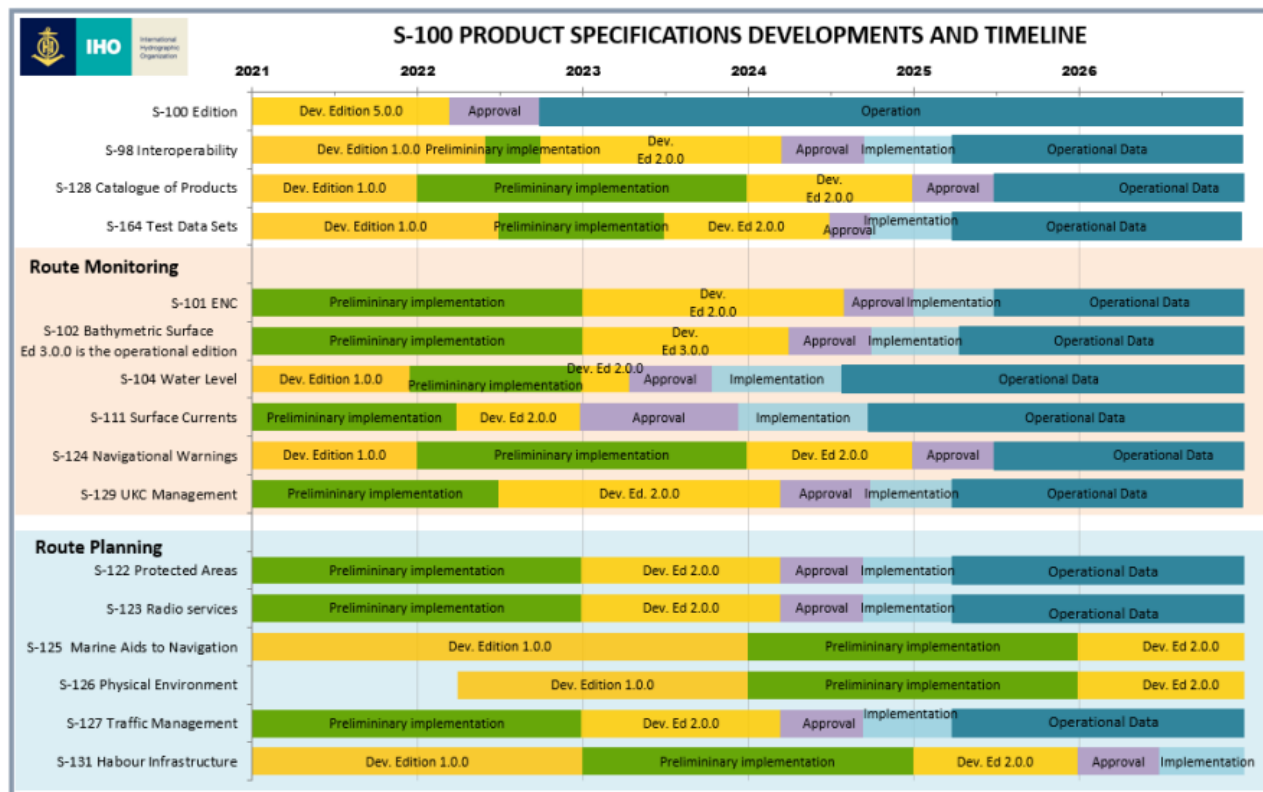 IHO
International
Hydrographic
Organization
S-100 PRODUCT SPECIFICATIONS DEVELOPMENTS AND TIMELINE
2021 2022 2023 2024 2025 2026
S-100 Edition Dev. Edition 5.0.0 Approval Operation
S-98 Interoperability Dev. Edition 1.0.0 Prelimininary implementation Dev. Ed 2.0.0 Approval Implementation Operational Data
S-128 Catalogue of Products Dev. Edition 1.0.0 Prelimininary implementation Dev. Ed 2.0.0 Approval Operational Data
S-164 Test Data Sets Dev. Edition 1.0.0 Prelimininary implementation Dev. Ed 2.0.0 Approval Implementation Operational Data
Route Monitoring
S-101 ENC Prelimininary implementation Dev. Ed 2.0.0 Approval Implementation Operational Data
S-102 Bathymetric Surface
Ed 3.0.0 is the operational edition Prelimininary implementation Dev. Ed 3.0.0 Approval Implementation Operational Data
S-104 Water Level Dev. Edition 1.0.0 Prelimininary implementation Dev. Ed 2.0.0 Approval Implementation Operational Data
S-111 Surface Currents Prelimininary implementation Dev. Ed 2.0.0 Approval Implementation Operational Data
S-124 Navigational Warnings Dev. Edition 1.0.0 Prelimininary implementation Dev. Ed 2.0.0 Approval Operational Data
S-129 UKC Management Prelimininary implementation Dev. Ed. 2.0.0 Approval Implementation Operational Data
Route Planning
S-122 Protected Areas Prelimininary implementation Dev. Ed 2.0.0 Approval Implementation Operational Data
S-123 Radio services Prelimininary implementation Dev. Ed 2.0.0 Approval Implementation Operational Data
S-125 Marine Aids to Navigation Dev. Edition 1.0.0 Prelimininary implementation Dev. Ed 2.0.0
S-126 Physical Environment Dev. Edition 1.0.0 Prelimininary implementation Dev. Ed 2.0.0
S-127 Traffic Management Prelimininary implementation Dev. Ed 2.0.0 Approval Implementation Operational Data
S-131 Habour Infrastructure Dev. Edition 1.0.0 Prelimininary implementation Dev. Ed 2.0.0 Approval Implementation